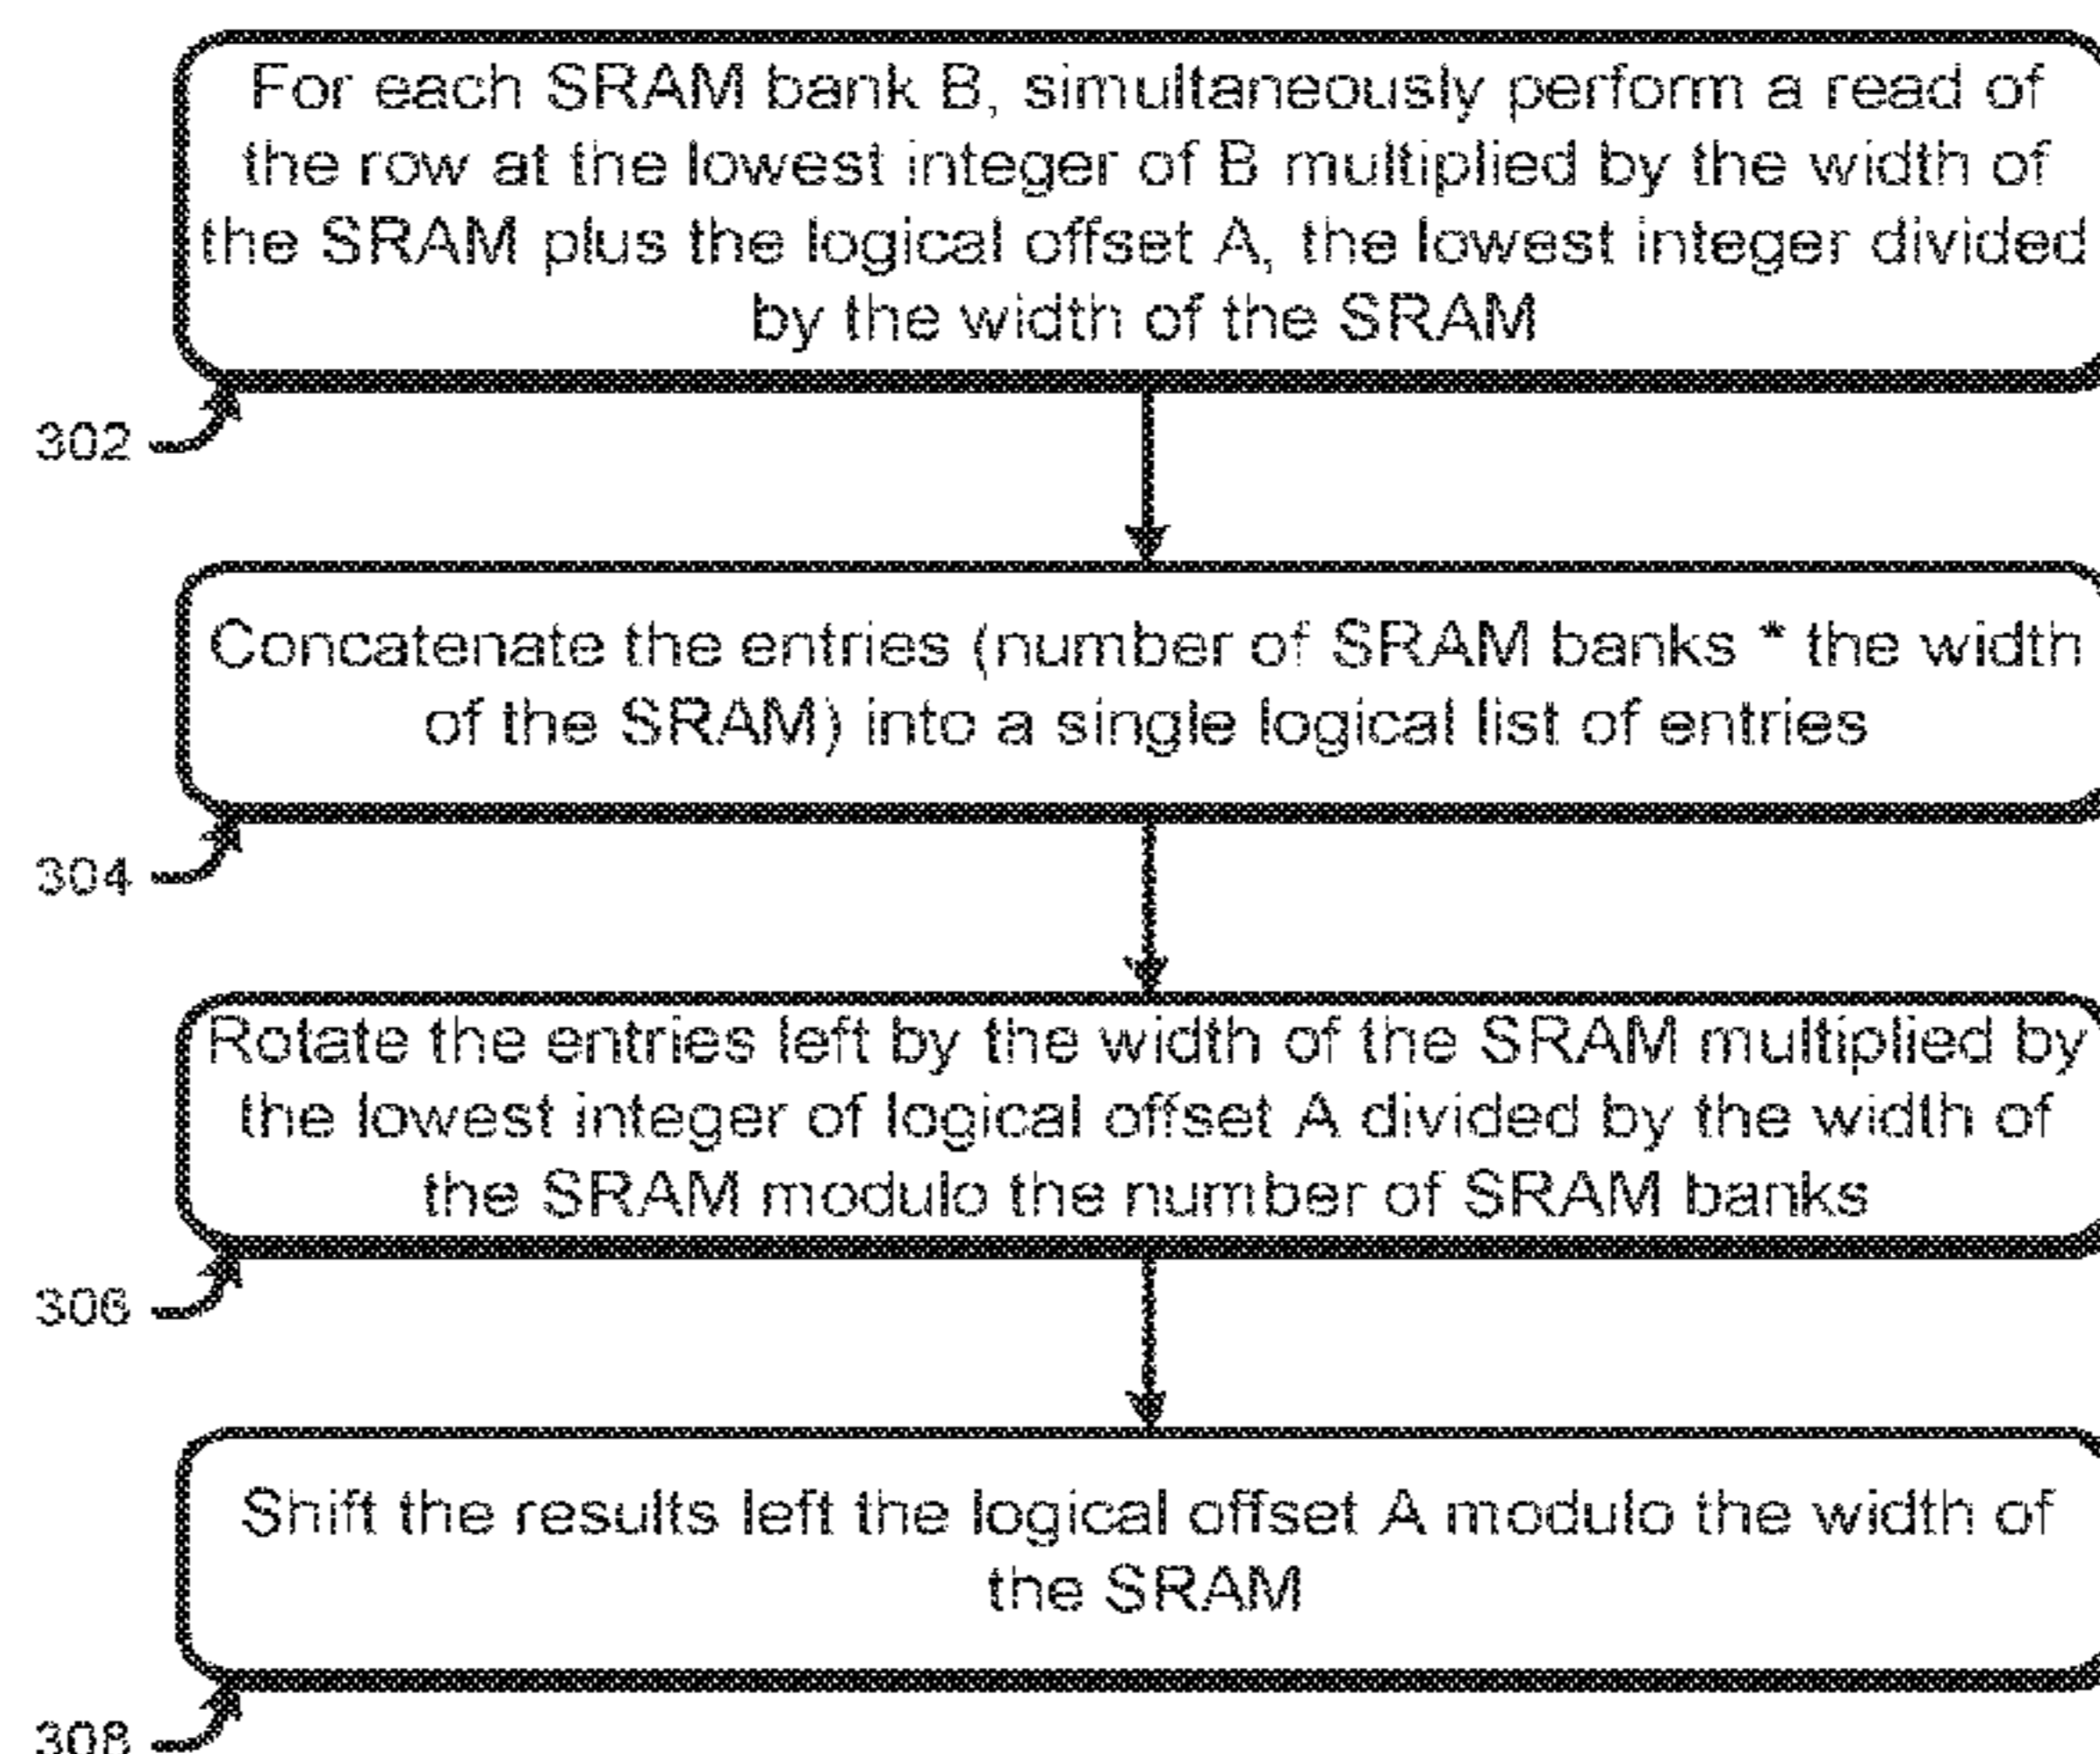 For each SRAM bank B, simultaneously perform a read of
the row at the lowest integer of B multiplied by the width of
the SRAM plus the logical offset A, the lowest integer divided
by the width of the SRAM
302
Concatenate the entries (number of SRAM banks * the width
of the SRAM) into a single logical list of entries
304
Rotate the entries left by the width of the SRAM multiplied by
the lowest integer of logical offset A divided by the width of
the SRAM modulo the number of SRAM banks
306
Shift the results left the logical offset A modulo the width of
the SRAM
308